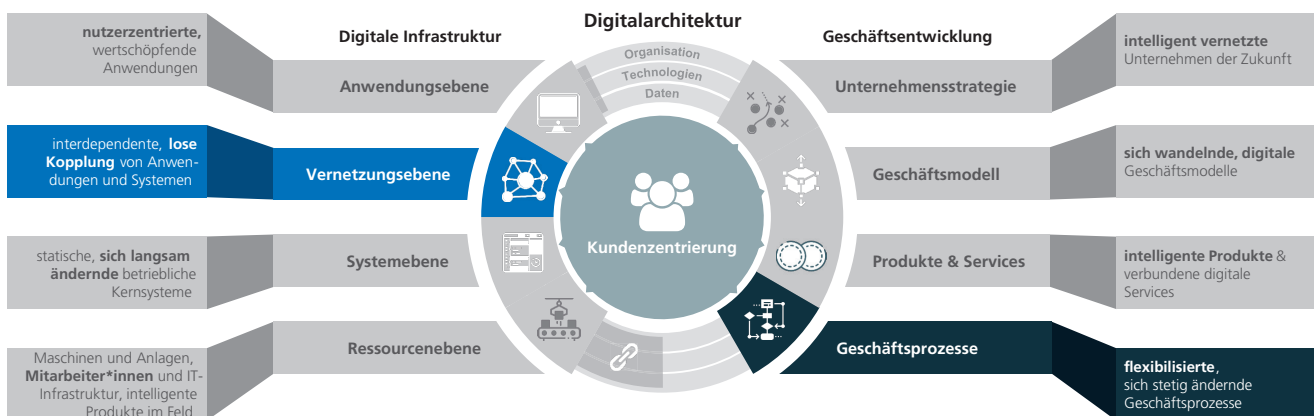 Digitalarchitektur
Digitale Infrastruktur
Geschäftsentwicklung
Organisation
Technologien
Daten
Kundenzentrierung
nutzerzentrierte,
wertschöpfende
Anwendungen
Anwendungsebene
interdependente, lose
Kopplung von Anwen-
dungen und Systemen
Vernetzungsebene
statische, sich langsam
ändernde betriebliche
Kernsysteme
Systemebene
Maschinen und Anlagen,
Mitarbeiter*innen und IT-
Infrastruktur, intelligente
Produkte im Feld
Ressourcenebene
Unternehmensstrategie
intelligent vernetzte
Unternehmen der Zukunft
Geschäftsmodell
sich wandelnde, digitale
Geschäftsmodelle
Produkte & Services
intelligente Produkte &
verbundene digitale
Services
Geschäftsprozesse
flexibilisierte,
sich stetig ändernde
Geschäftsprozesse